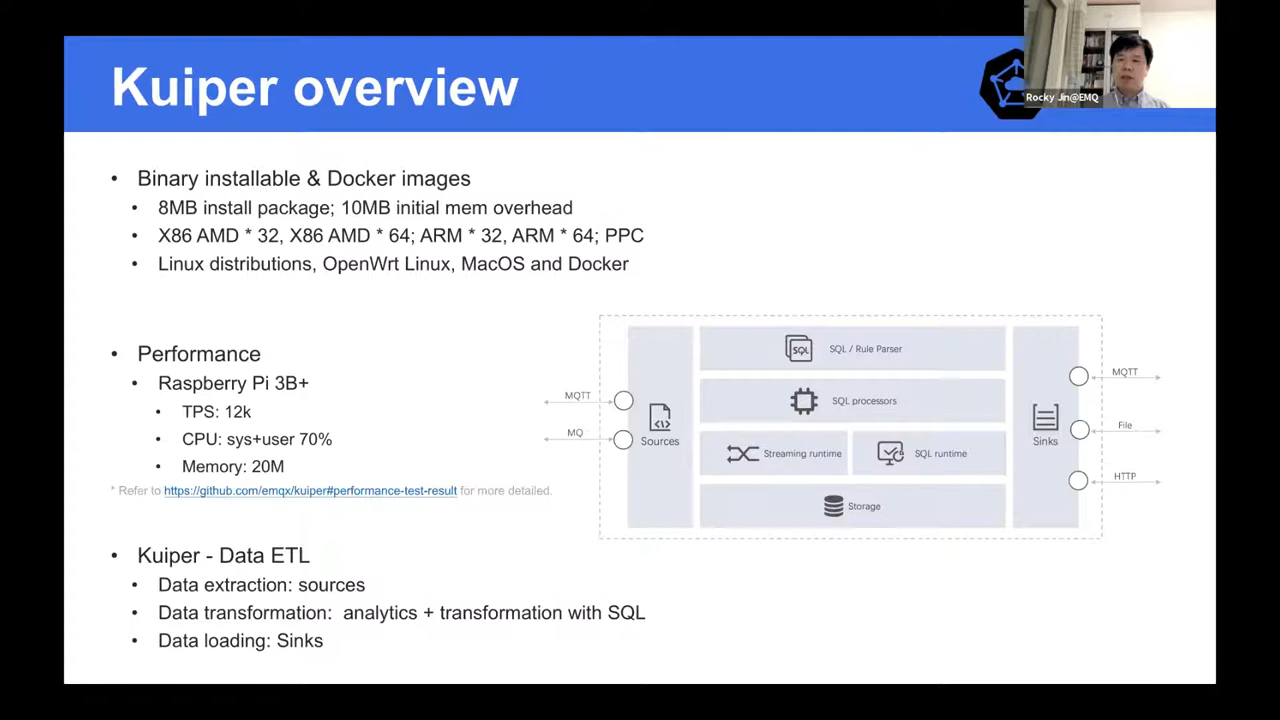 Kuiper overview
Rocky Jin@EMQ
• Binary installable & Docker images
• 8MB install package; 10MB initial mem overhead
• X86 AMD * 32, X86 AMD * 64; ARM * 32, ARM * 64; PPC
• Linux distributions, OpenWrt Linux, MacOS and Docker
• Performance
• Raspberry Pi 3B+
• TPS: 12k
• CPU: sys+user 70%
• Memory: 20M
* Refer to https://github.com/emqx/kuiper#performance-test-result for more detailed.
MQTT
MQ
Sources
SQL
SQL / Rule Parser
SQL processors
Streaming runtime
SQL runtime
Storage
Sinks
MQTT
File
HTTP
• Kuiper - Data ETL
• Data extraction: sources
• Data transformation: analytics + transformation with SQL
• Data loading: Sinks